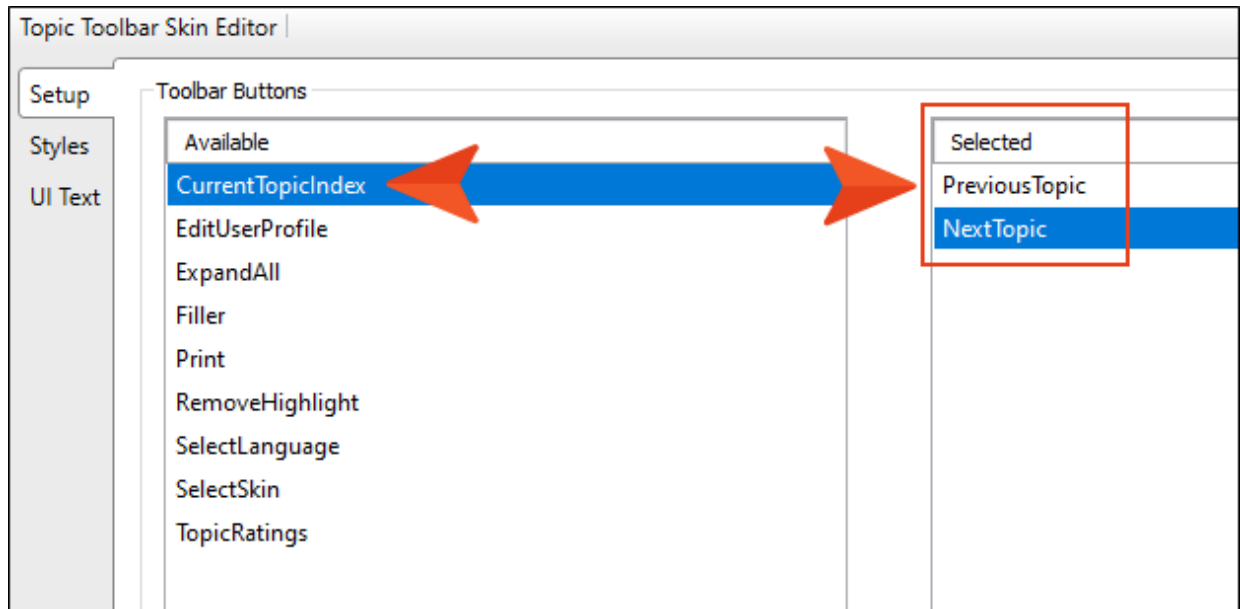 Topic Toolbar Skin Editor
Setup
Styles
UI Text
Toolbar Buttons
Available
CurrentTopicIndex
EditUserProfile
ExpandAll
Filler
Print
RemoveHighlight
SelectLanguage
SelectSkin
TopicRatings
Selected
PreviousTopic
NextTopic